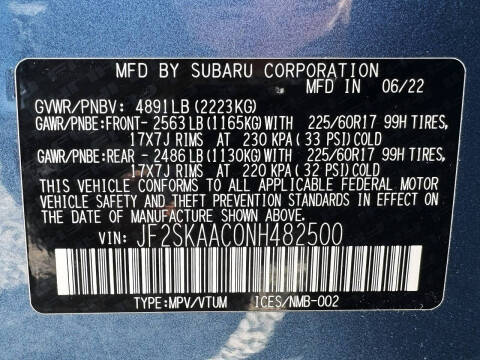 MFD BY SUBARU CORPORATION
MFD IN 06/22
GVWR/PNBV: 4891LB (2223KG)
GAWR/PNBE:FRONT- 2563LB (1165KG)WITH 225/60R17 99H TIRES,
17X7J RIMS AT 230 KPA (33 PSI)COLD
GAWR/PNBE:REAR - 2486LB (1130KG)WITH 225/60R17 99H TIRES,
17X7J RIMS AT 220 KPA (32 PSI)COLD
THIS VEHICLE CONFORMS TO ALL APPLICABLE FEDERAL MOTOR
VEHICLE SAFETY AND THEFT PREVENTION STANDARDS IN EFFECT
ON THE DATE OF MANUFACTURE SHOWN ABOVE.
VIN: JF2SKAAC0NH482500
TYPE:MPV/VTUM ICES/NMB-002